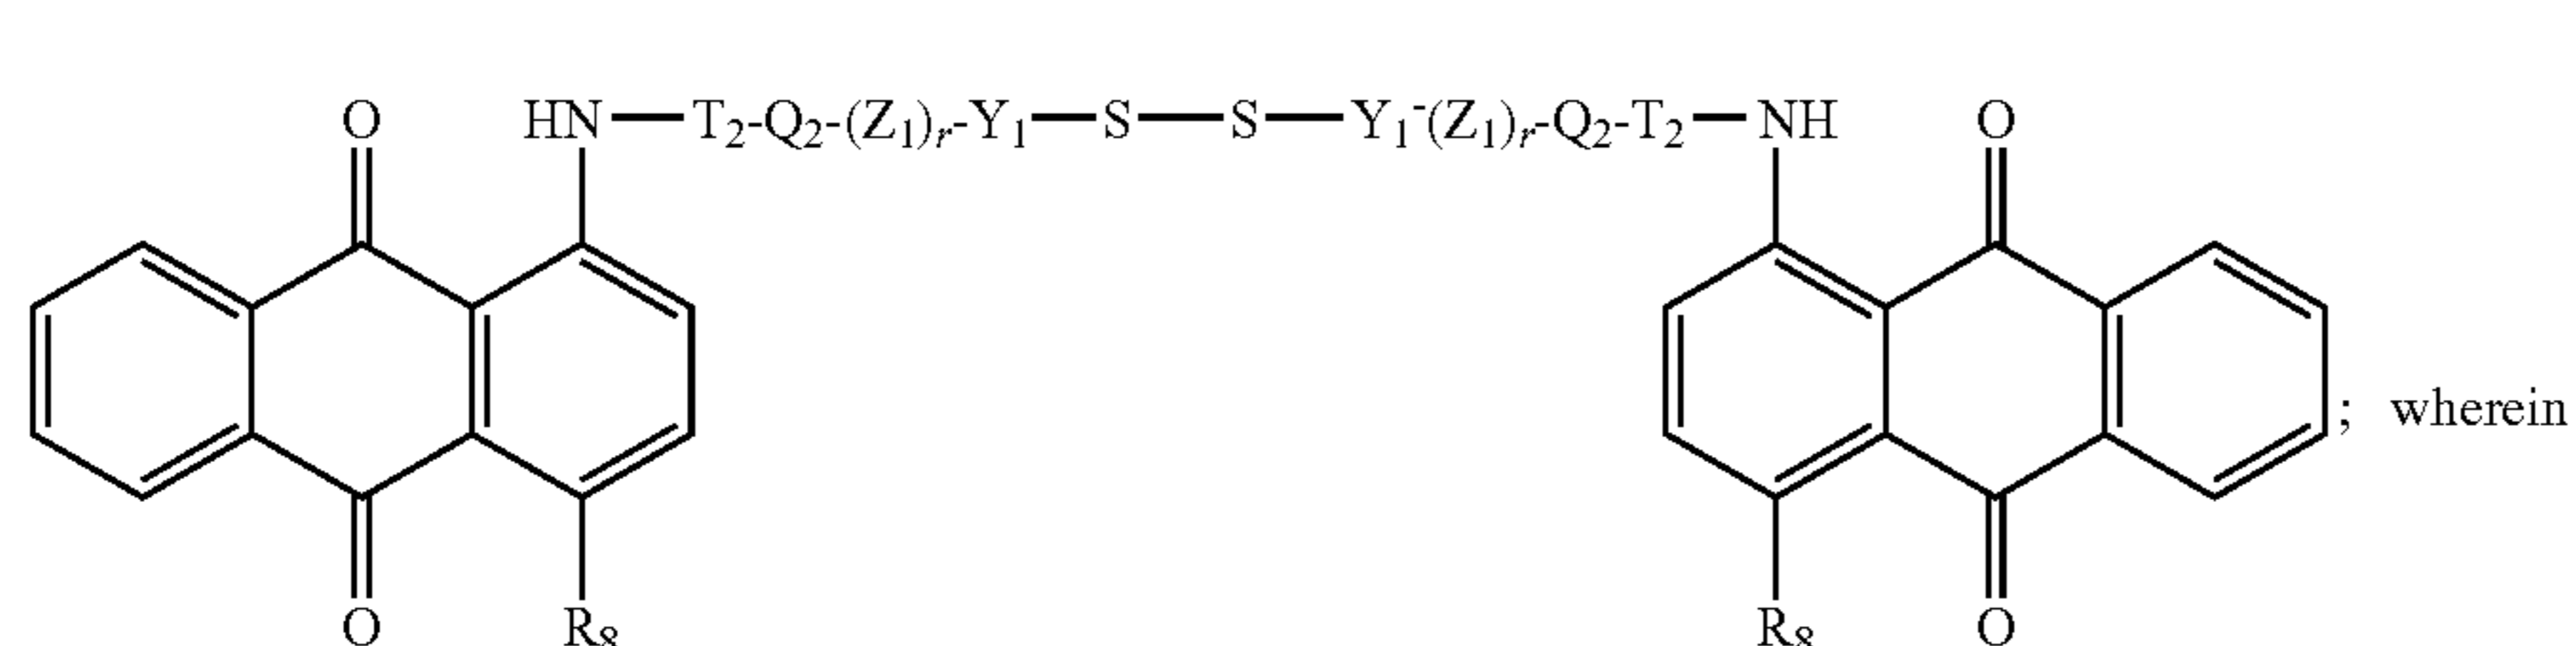 O HN—T₂-Q₂-(Z₁)ᵣ-Y₁—S—S—Y₁-(Z₁)ᵣ-Q₂-T₂—NH O
; wherein
O R₈ R₈ O